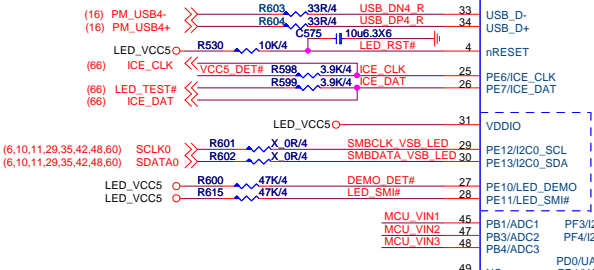 (16) PM_USB4- R603 33R/4 USB_DN4_R 33 USB_D-
(16) PM_USB4+ R604 33R/4 USB_DP4_R 34 USB_D+
C575 10u6.3X6
LED_VCC5 R530 10K/4 LED_RST# 4 nRESET
(66) ICE_CLK
VCC5_DET# R598 3.9K/4 ICE_CLK 25 PE6/ICE_CLK
(66) LED_TEST# R599 3.9K/4 ICE_DAT 26 PE7/ICE_DAT
(66) ICE_DAT
LED_VCC5 31 VDDIO
(6,10,11,29,35,42,48,60) SCLK0 R601 X_0R/4 SMBCLK_VSB_LED 29 PE12/I2C0_SCL
(6,10,11,29,35,42,48,60) SDATA0 R602 X_0R/4 SMBDATA_VSB_LED 30 PE13/I2C0_SDA
LED_VCC5 R600 47K/4 DEMO_DET# 27 PE10/LED_DEMO
LED_VCC5 R615 47K/4 LED_SMI# 28 PE11/LED_SMI#
MCU_VIN1 45 PB1/ADC1 PF3/I2
MCU_VIN2 47 PB3/ADC2 PF4/I2
MCU_VIN3 48 PB4/ADC3
PD0/UA
49